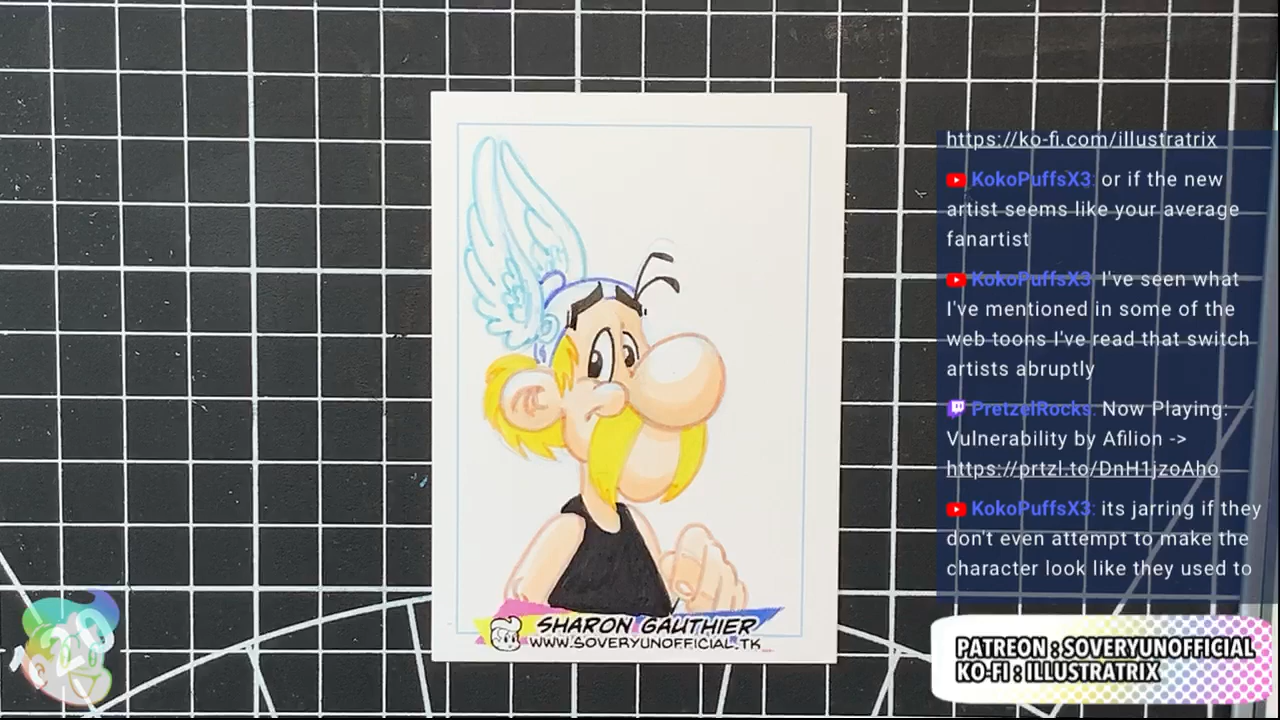 https://ko-fi.com/illustratrix
KokoPuffsX3: or if the new
artist seems like your average
fanartist
KokoPuffsX3: I've seen what
I've mentioned in some of the
web toons I've read that switch
artists abruptly
PretzelRocks: Now Playing:
Vulnerability by Afilion ->
https://prtzl.to/DnH1jzoAho
KokoPuffsX3: its jarring if they
don't even attempt to make the
character look like they used to
SHARON GAUTHIER
WWW.SOVERYUNOFFICIAL.TK
PATREON : SOVERYUNOFFICIAL
KO-FI : ILLUSTRATRIX